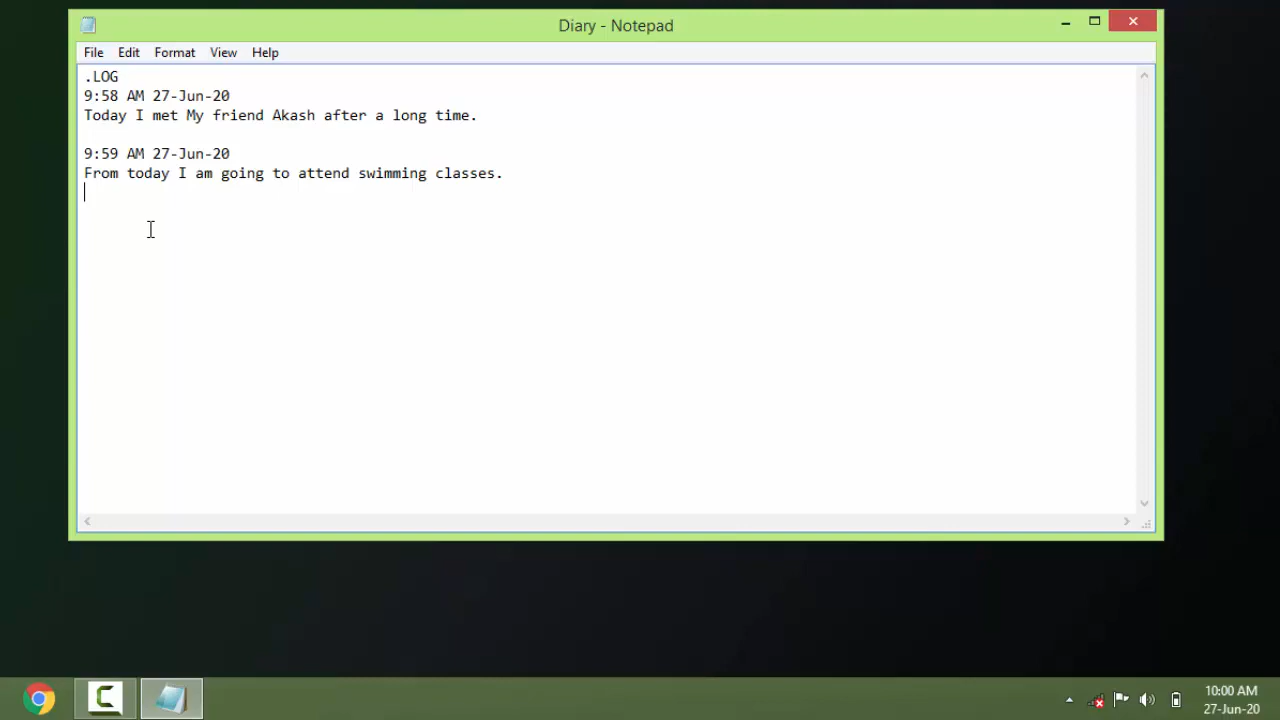 Diary - Notepad
File Edit Format View Help
.LOG
9:58 AM 27-Jun-20
Today I met My friend Akash after a long time.
9:59 AM 27-Jun-20
From today I am going to attend swimming classes.
10:00 AM
27-Jun-20